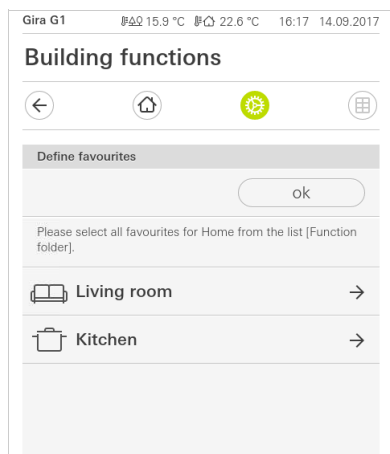 Gira G1 15.9 °C 22.6 °C 16:17 14.09.2017
Building functions
Define favourites
ok
Please select all favourites for Home from the list [Function
folder].
Living room
Kitchen